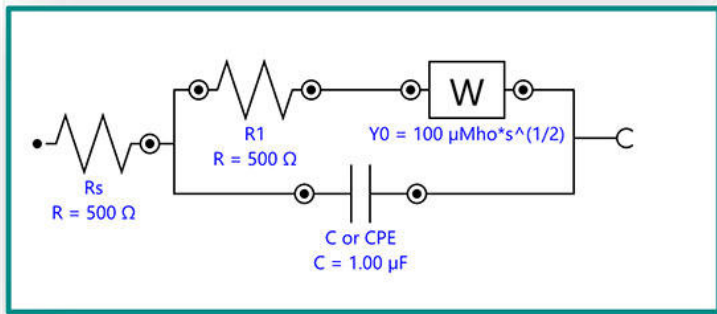 W
R1
R = 500 Ω
Y0 = 100 µMho*s^(1/2)
Rs
R = 500 Ω
C or CPE
C = 1.00 µF